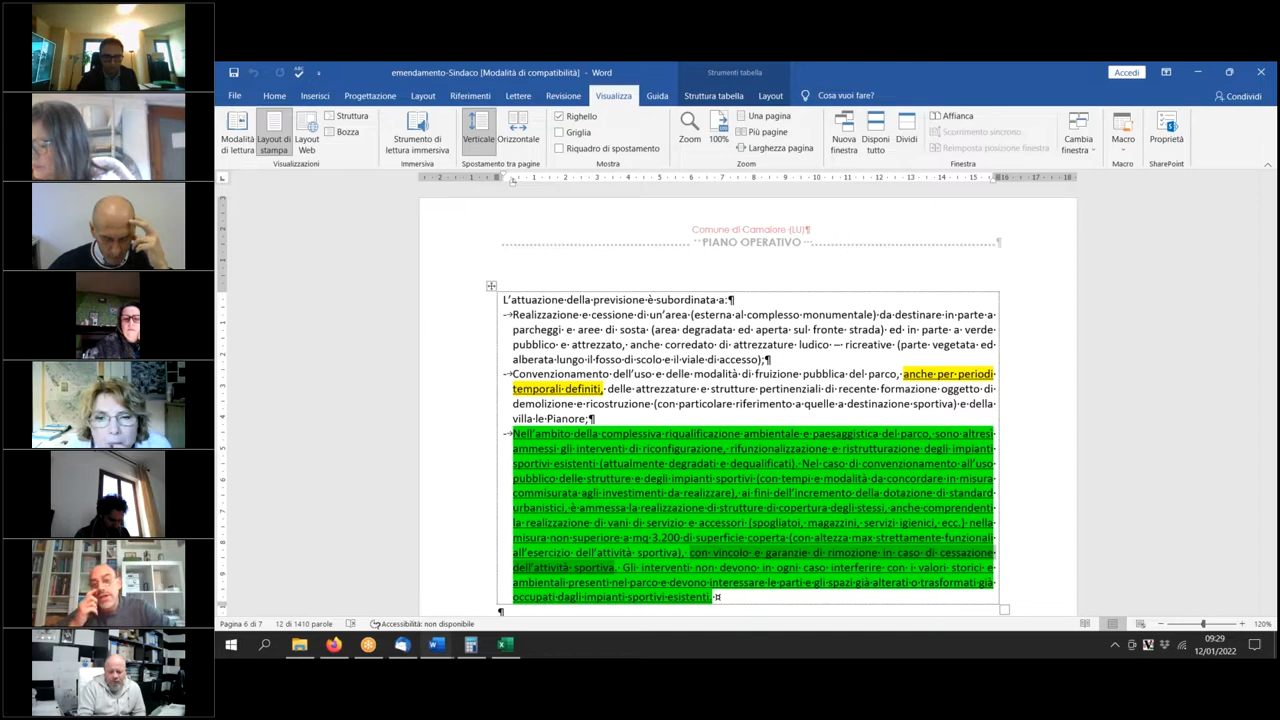 emendamento-Sindaco [Modalità di compatibilità] - Word
Strumenti tabella
Accedi
File Home Inserisci Progettazione Layout Riferimenti Lettere Revisione Visualizza Guida Struttura tabella Layout Cosa vuoi fare? Condividi
Modalità di lettura
Layout di stampa
Layout Web
Struttura
Bozza
Visualizzazioni
Strumento di lettura immersiva
Immersiva
Verticale
Orizzontale
Spostamento tra pagine
Righello
Griglia
Riquadro di spostamento
Mostra
Zoom
100%
Una pagina
Più pagine
Larghezza pagina
Zoom
Nuova finestra
Disponi tutto
Dividi
Affianca
Scorrimento sincrono
Reimposta posizione finestra
Finestra
Cambia finestra
Macro
Macro
Proprietà
SharePoint
Comune di Camaiore (LU)¶
PIANO OPERATIVO
L'attuazione della previsione è subordinata a:¶
Realizzazione e cessione di un'area (esterna al complesso monumentale) da destinare in parte a
parcheggi e aree di sosta (area degradata ed aperta sul fronte strada) ed in parte a verde
pubblico e attrezzato, anche corredato di attrezzature ludico – ricreative (parte vegetata ed
alberata lungo il fosso di scolo e il viale di accesso);¶
Convenzionamento dell'uso e delle modalità di fruizione pubblica del parco, anche per periodi
temporali definiti, delle attrezzature e strutture pertinenziali di recente formazione oggetto di
demolizione e ricostruzione (con particolare riferimento a quelle a destinazione sportiva) e della
villa le Pianore;¶
Nell'ambito della complessiva riqualificazione ambientale e paesaggistica del parco, sono altresì
ammessi gli interventi di riconfigurazione, rifunzionalizzazione e ristrutturazione degli impianti
sportivi esistenti (attualmente degradati e dequalificati). Nel caso di convenzionamento all'uso
pubblico delle strutture e degli impianti sportivi (con tempi e modalità da concordare in misura
commisurata agli investimenti da realizzare), ai fini dell'incremento della dotazione di standard
urbanistici, è ammessa la realizzazione di strutture di copertura degli stessi, anche comprendenti
la realizzazione di vani di servizio e accessori (spogliatoi, magazzini, servizi igienici, ecc.) nella
misura non superiore a mq 3.200 di superficie coperta (con altezza max strettamente funzionali
all'esercizio dell'attività sportiva), con vincolo e garanzie di rimozione in caso di cessazione
dell'attività sportiva. Gli interventi non devono in ogni caso interferire con i valori storici e
ambientali presenti nel parco e devono interessare le parti e gli spazi già alterati o trasformati già
occupati dagli impianti sportivi esistenti. ¤
¶
Pagina 6 di 7 12 di 1410 parole Accessibilità: non disponibile 120%
09:29
12/01/2022